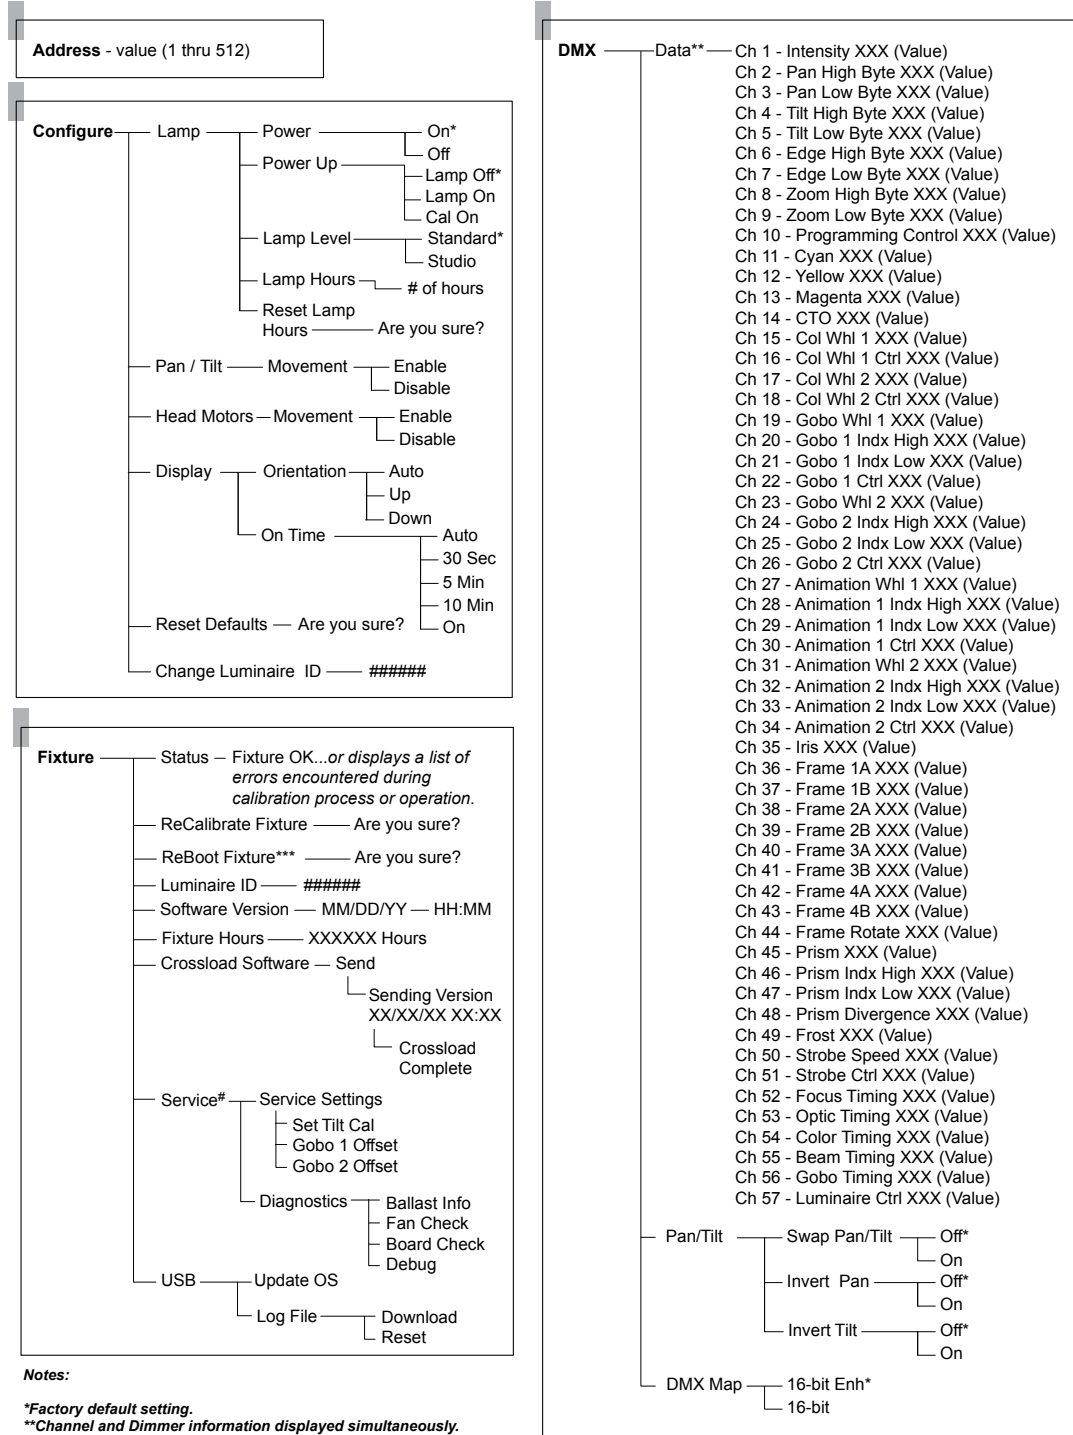 Address - value (1 thru 512)
Configure
Lamp
Power
On*
Off
Power Up
Lamp Off*
Lamp On
Cal On
Lamp Level
Standard*
Studio
Lamp Hours
# of hours
Reset Lamp
Hours
Are you sure?
Pan / Tilt
Movement
Enable
Disable
Head Motors
Movement
Enable
Disable
Display
Orientation
Auto
Up
Down
On Time
Auto
30 Sec
5 Min
10 Min
On
Reset Defaults
Are you sure?
Change Luminaire ID
######
Fixture
Status
Fixture OK...or displays a list of
errors encountered during
calibration process or operation.
ReCalibrate Fixture
Are you sure?
ReBoot Fixture***
Are you sure?
Luminaire ID
######
Software Version
MM/DD/YY
HH:MM
Fixture Hours
XXXXXX Hours
Crossload Software
Send
Sending Version
XX/XX/XX XX:XX
Crossload
Complete
Service#
Service Settings
Set Tilt Cal
Gobo 1 Offset
Gobo 2 Offset
Diagnostics
Ballast Info
Fan Check
Board Check
Debug
USB
Update OS
Log File
Download
Reset
Notes:
*Factory default setting.
**Channel and Dimmer information displayed simultaneously.
DMX
Data**
Ch 1 - Intensity XXX (Value)
Ch 2 - Pan High Byte XXX (Value)
Ch 3 - Pan Low Byte XXX (Value)
Ch 4 - Tilt High Byte XXX (Value)
Ch 5 - Tilt Low Byte XXX (Value)
Ch 6 - Edge High Byte XXX (Value)
Ch 7 - Edge Low Byte XXX (Value)
Ch 8 - Zoom High Byte XXX (Value)
Ch 9 - Zoom Low Byte XXX (Value)
Ch 10 - Programming Control XXX (Value)
Ch 11 - Cyan XXX (Value)
Ch 12 - Yellow XXX (Value)
Ch 13 - Magenta XXX (Value)
Ch 14 - CTO XXX (Value)
Ch 15 - Col Whl 1 XXX (Value)
Ch 16 - Col Whl 1 Ctrl XXX (Value)
Ch 17 - Col Whl 2 XXX (Value)
Ch 18 - Col Whl 2 Ctrl XXX (Value)
Ch 19 - Gobo Whl 1 XXX (Value)
Ch 20 - Gobo 1 Indx High XXX (Value)
Ch 21 - Gobo 1 Indx Low XXX (Value)
Ch 22 - Gobo 1 Ctrl XXX (Value)
Ch 23 - Gobo Whl 2 XXX (Value)
Ch 24 - Gobo 2 Indx High XXX (Value)
Ch 25 - Gobo 2 Indx Low XXX (Value)
Ch 26 - Gobo 2 Ctrl XXX (Value)
Ch 27 - Animation Whl 1 XXX (Value)
Ch 28 - Animation 1 Indx High XXX (Value)
Ch 29 - Animation 1 Indx Low XXX (Value)
Ch 30 - Animation 1 Ctrl XXX (Value)
Ch 31 - Animation Whl 2 XXX (Value)
Ch 32 - Animation 2 Indx High XXX (Value)
Ch 33 - Animation 2 Indx Low XXX (Value)
Ch 34 - Animation 2 Ctrl XXX (Value)
Ch 35 - Iris XXX (Value)
Ch 36 - Frame 1A XXX (Value)
Ch 37 - Frame 1B XXX (Value)
Ch 38 - Frame 2A XXX (Value)
Ch 39 - Frame 2B XXX (Value)
Ch 40 - Frame 3A XXX (Value)
Ch 41 - Frame 3B XXX (Value)
Ch 42 - Frame 4A XXX (Value)
Ch 43 - Frame 4B XXX (Value)
Ch 44 - Frame Rotate XXX (Value)
Ch 45 - Prism XXX (Value)
Ch 46 - Prism Indx High XXX (Value)
Ch 47 - Prism Indx Low XXX (Value)
Ch 48 - Prism Divergence XXX (Value)
Ch 49 - Frost XXX (Value)
Ch 50 - Strobe Speed XXX (Value)
Ch 51 - Strobe Ctrl XXX (Value)
Ch 52 - Focus Timing XXX (Value)
Ch 53 - Optic Timing XXX (Value)
Ch 54 - Color Timing XXX (Value)
Ch 55 - Beam Timing XXX (Value)
Ch 56 - Gobo Timing XXX (Value)
Ch 57 - Luminaire Ctrl XXX (Value)
Pan/Tilt
Swap Pan/Tilt
Off*
On
Invert Pan
Off*
On
Invert Tilt
Off*
On
DMX Map
16-bit Enh*
16-bit